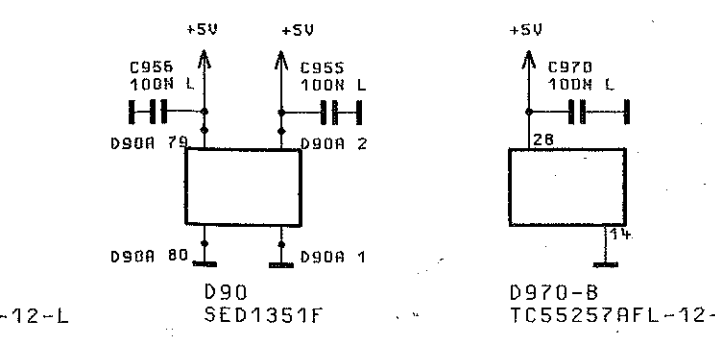 +5V
+5V
+5V
C956
100N L
C955
100N L
C970
100N L
D90A 79
D90A 2
28
D90A 80
D90A 1
14
D90
SED1351F
D970-B
TC55257AFL-12-
-12-L